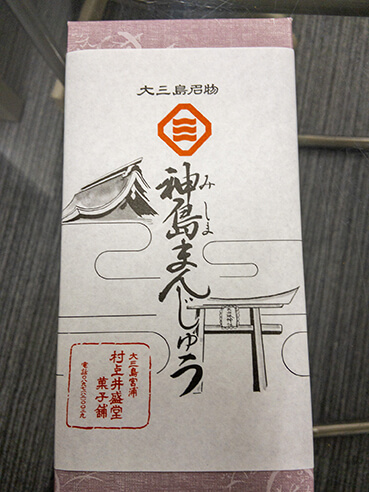 大三島名物
神島まんじゅう
みしま
大三島宮浦
村上井盛堂
菓子舗